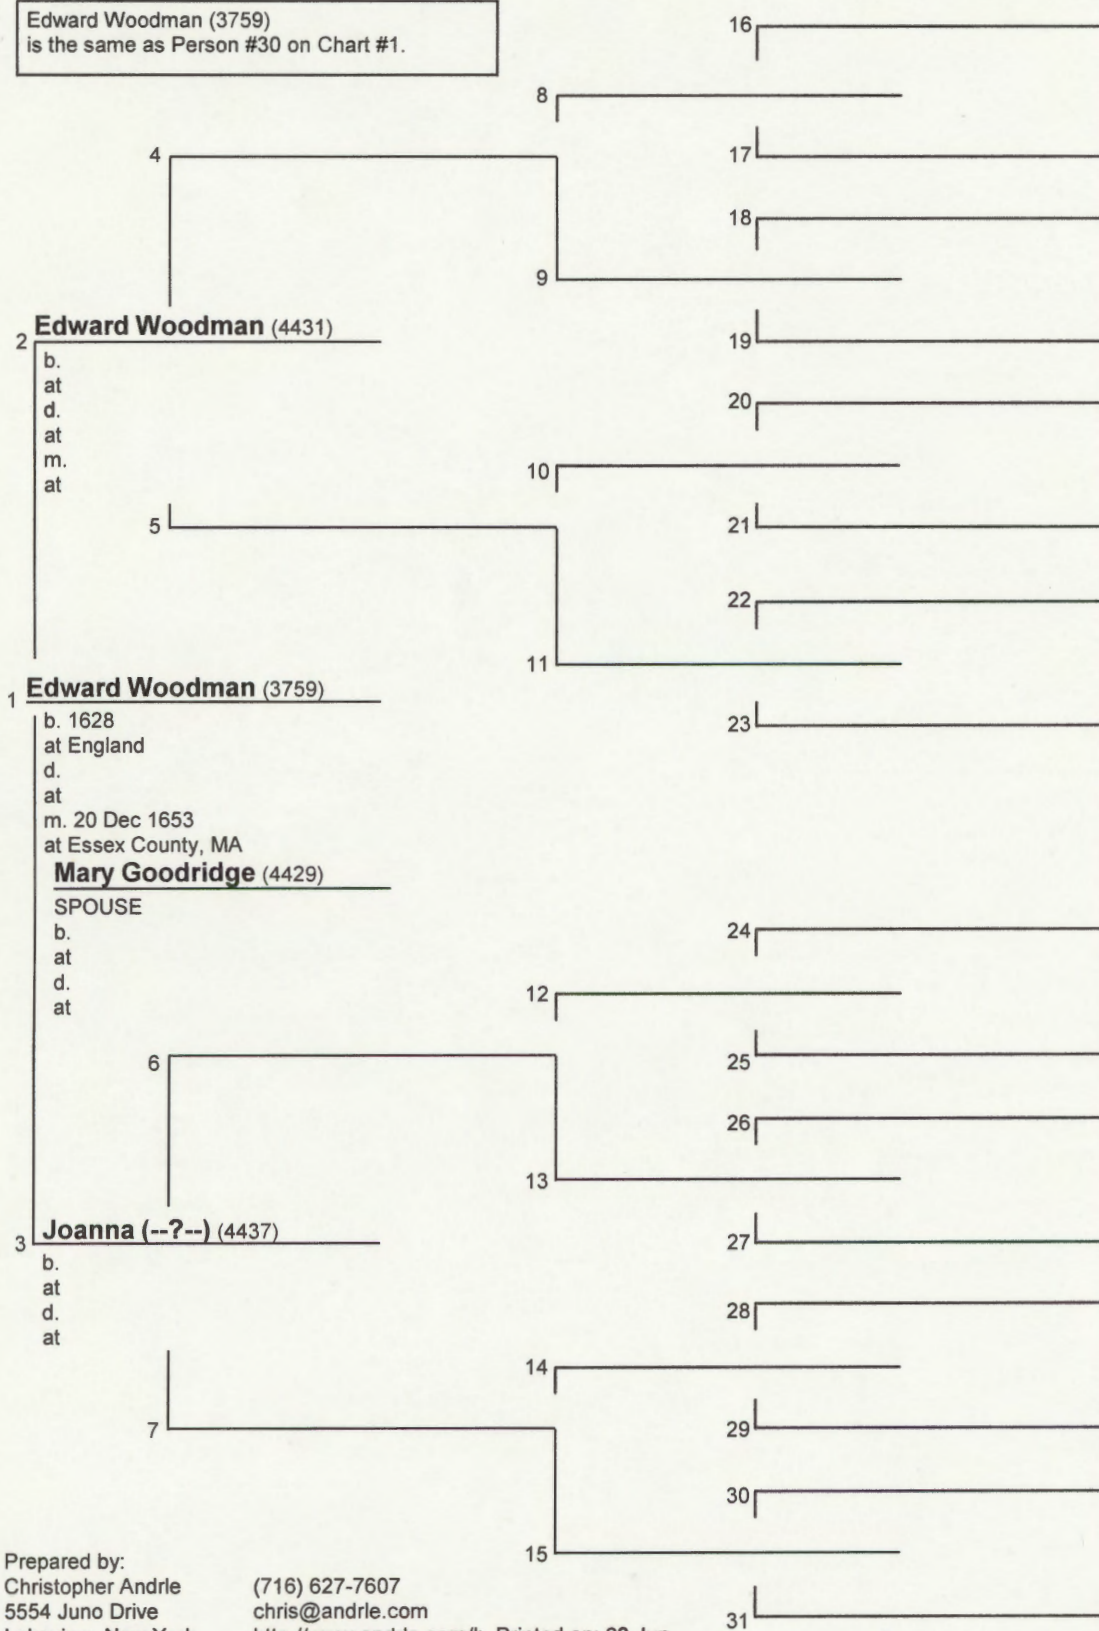 Edward Woodman (3759)
is the same as Person #30 on Chart #1.
16
8
4
17
18
9
2 Edward Woodman (4431)
b.
at
d.
at
m.
at
19
20
10
5
21
22
11
1 Edward Woodman (3759)
b. 1628
at England
d.
at
m. 20 Dec 1653
at Essex County, MA
23
Mary Goodridge (4429)
SPOUSE
b.
at
d.
at
24
12
6
25
26
13
3 Joanna (--?--) (4437)
b.
at
d.
at
27
28
14
7
29
30
15
Prepared by:
Christopher Andrle (716) 627-7607
5554 Juno Drive chris@andrle.com
31